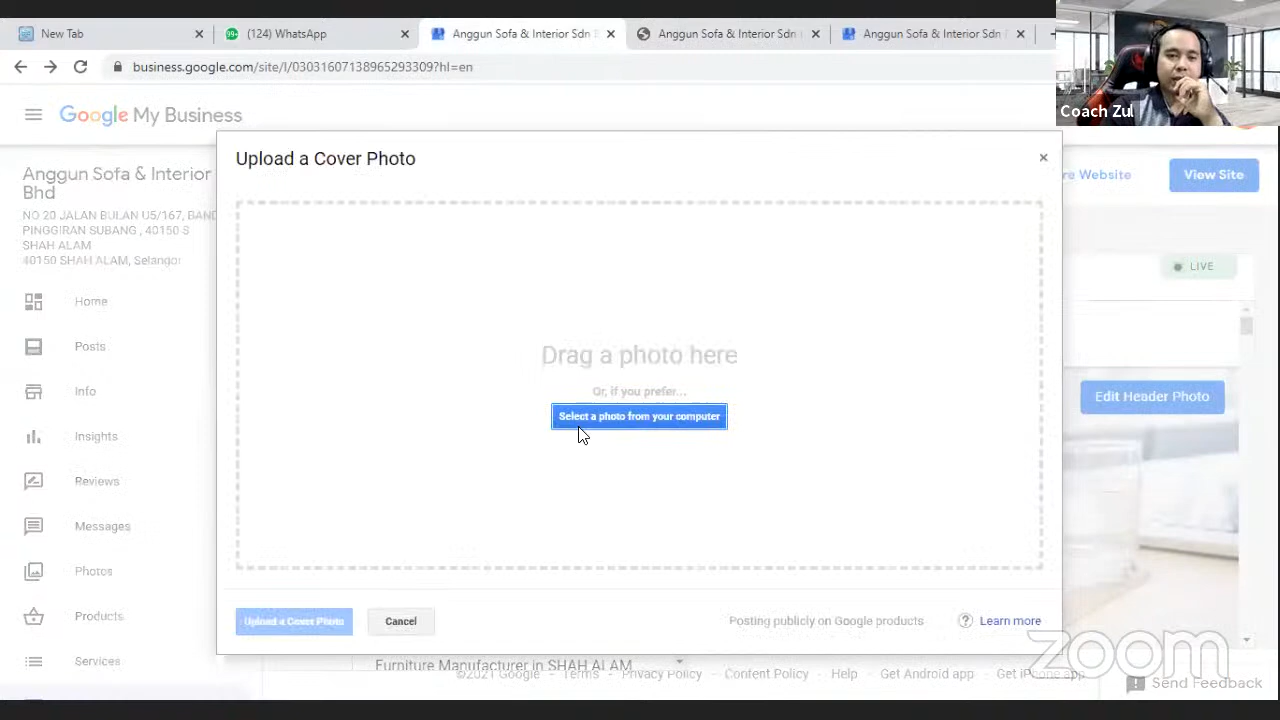 New Tab
(124) WhatsApp
Anggun Sofa & Interior Sdn
Anggun Sofa & Interior Sdn
Anggun Sofa & Interior Sdn
business.google.com/site/l/03031607138965293309?hl=en
Coach Zul
Google My Business
Upload a Cover Photo
Anggun Sofa & Interior
Bhd
Website
View Site
NO 20 JALAN BULAN U5/167,
PINGGIRAN SUBANG , 40150 S
SHAH ALAM
40150 SHAH ALAM, Selangor
LIVE
Home
Posts
Drag a photo here
Info
Or, if you prefer...
Edit Header Photo
Select a photo from your computer
Insights
Reviews
Messages
Photos
Products
Upload a Cover Photo
Cancel
Posting publicly on Google products
? Learn more
Services
Furniture Manufacturer in SHAH ALAM
©2021 Google - Terms - Privacy Policy - Content Policy - Help - Get Android app - Get iPhone app
zoom
Send Feedback